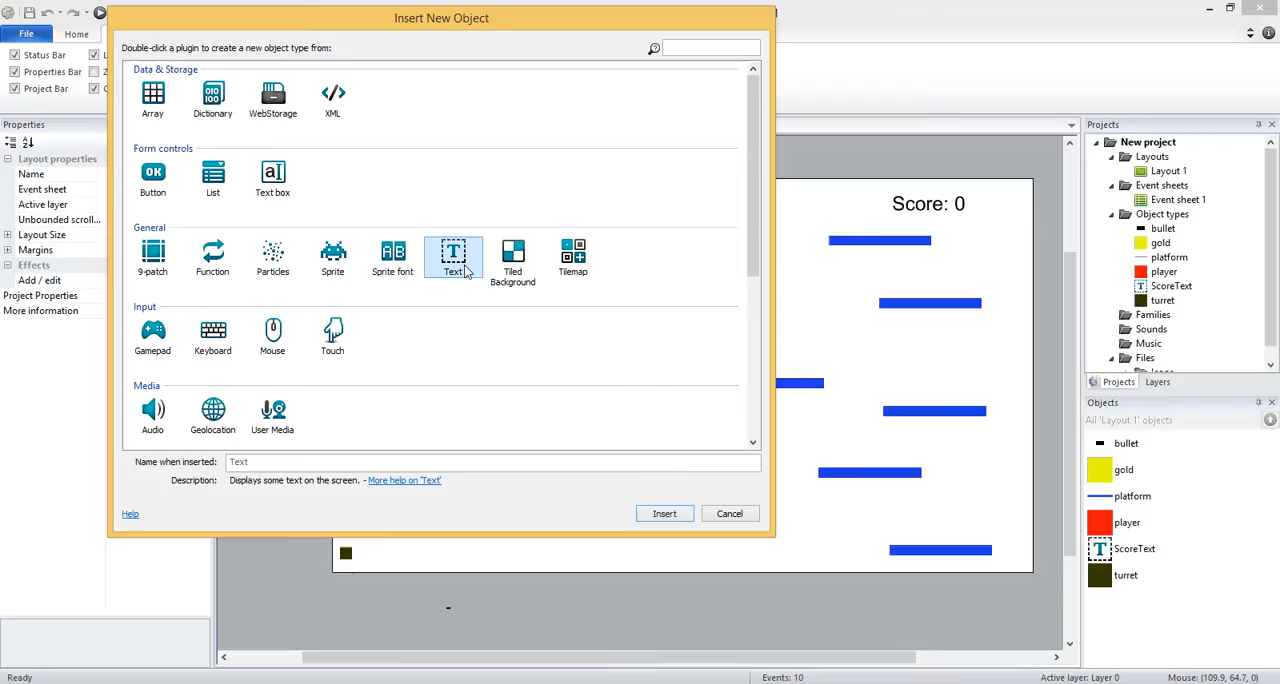 Insert New Object
File
Home
Status Bar
L
Properties Bar
Z
Project Bar
Double-click a plugin to create a new object type from:
Data & Storage
Array
Dictionary
WebStorage
XML
Form controls
Button
List
Text box
General
9-patch
Function
Particles
Sprite
Sprite font
Text
Tiled
Background
Tilemap
Input
Gamepad
Keyboard
Mouse
Touch
Media
Audio
Geolocation
User Media
Name when inserted:
Text
Description:
Displays some text on the screen. - More help on 'Text'
Help
Insert
Cancel
Properties
Layout properties
Name
Event sheet
Active layer
Unbounded scroll...
Layout Size
Margins
Effects
Add / edit
Project Properties
More information
Score: 0
Projects
New project
Layouts
Layout 1
Event sheets
Event sheet 1
Object types
bullet
gold
platform
player
ScoreText
turret
Families
Sounds
Music
Files
Projects
Layers
Objects
All 'Layout 1' objects
bullet
gold
platform
player
ScoreText
turret
Ready
Events: 10
Active layer: Layer 0
Mouse: (109.9, 64.7, 0)